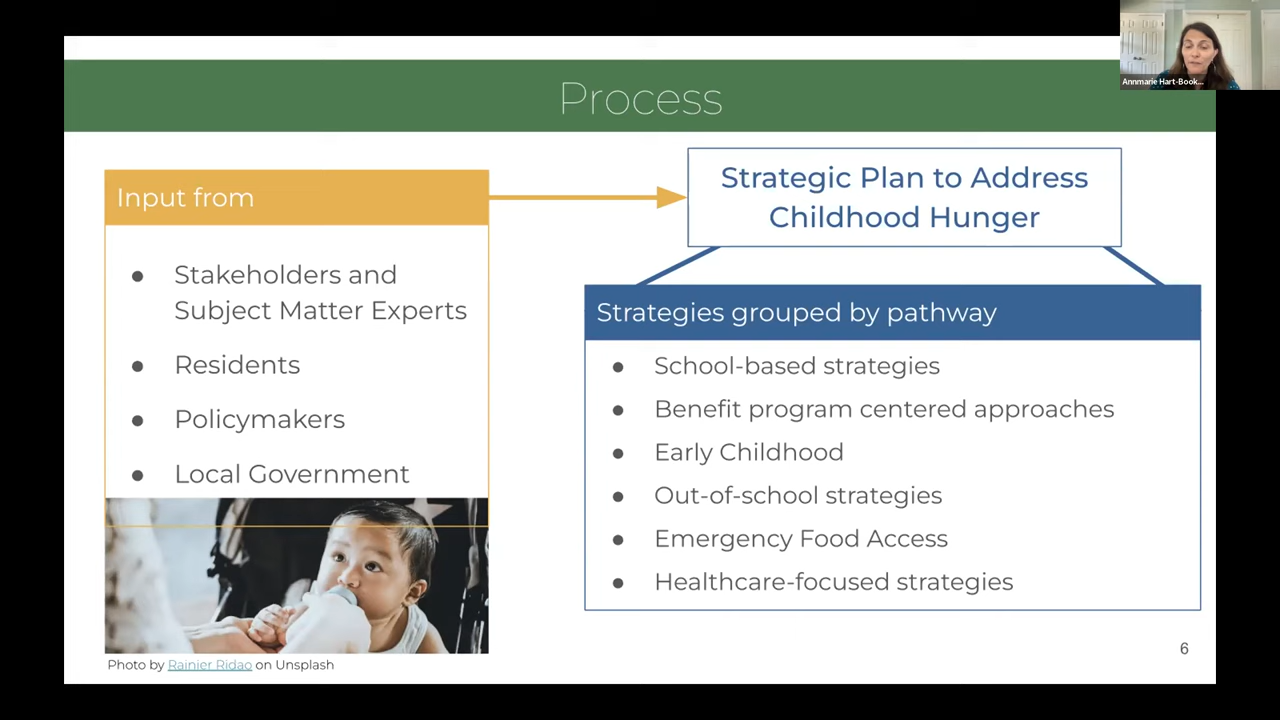 Process
Annmarie Hart-Book...
Input from
Stakeholders and
Subject Matter Experts
Residents
Policymakers
Local Government
Photo by Rainier Ridao on Unsplash
Strategic Plan to Address
Childhood Hunger
Strategies grouped by pathway
School-based strategies
Benefit program centered approaches
Early Childhood
Out-of-school strategies
Emergency Food Access
Healthcare-focused strategies
6